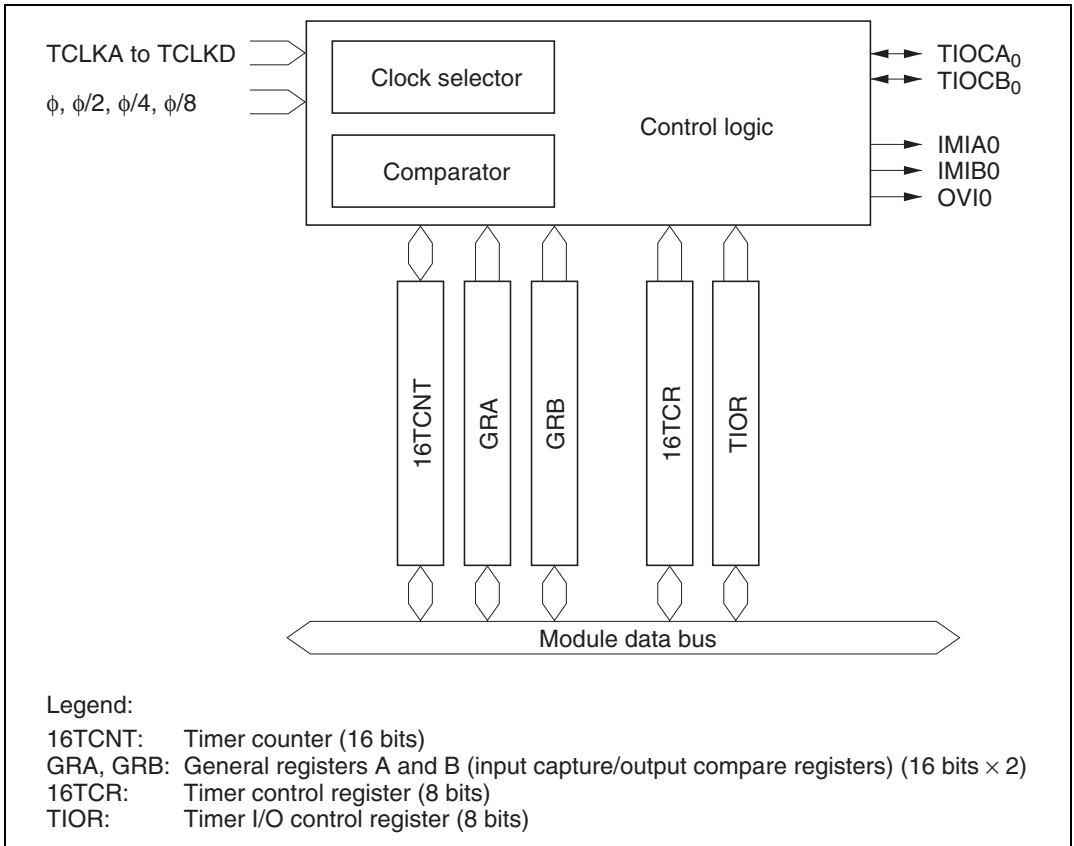 TCLKA to TCLKD
ϕ, ϕ/2, ϕ/4, ϕ/8
Clock selector
Comparator
Control logic
TIOCA₀
TIOCB₀
IMIA0
IMIB0
OVI0
16TCNT
GRA
GRB
16TCR
TIOR
Module data bus
Legend:
16TCNT: Timer counter (16 bits)
GRA, GRB: General registers A and B (input capture/output compare registers) (16 bits × 2)
16TCR: Timer control register (8 bits)
TIOR: Timer I/O control register (8 bits)